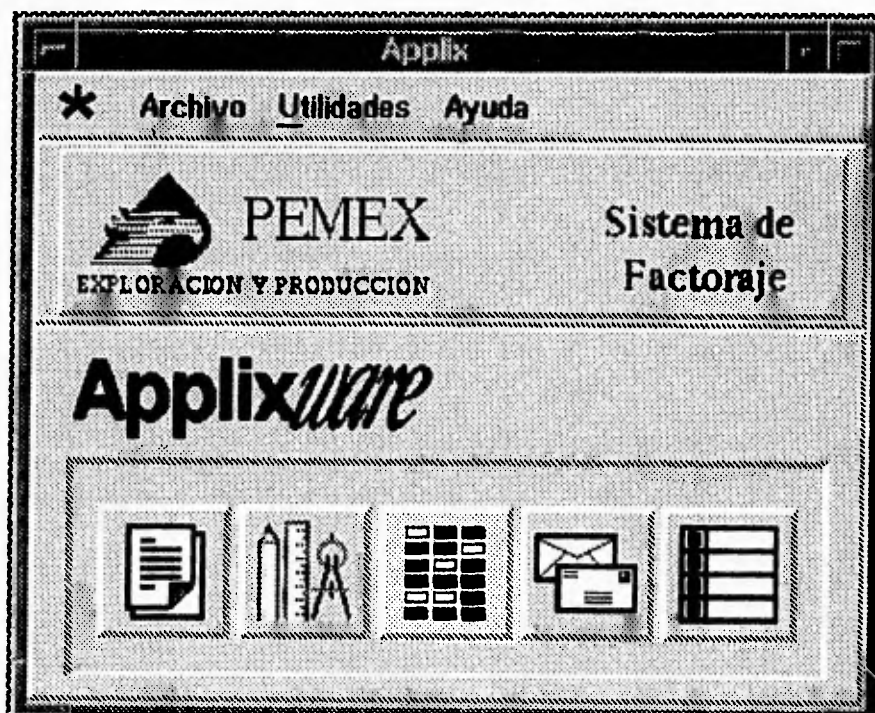 Applix
* Archivo Utilidades Ayuda
PEMEX
EXPLORACION Y PRODUCCION
Sistema de
Factoraje
Applixware